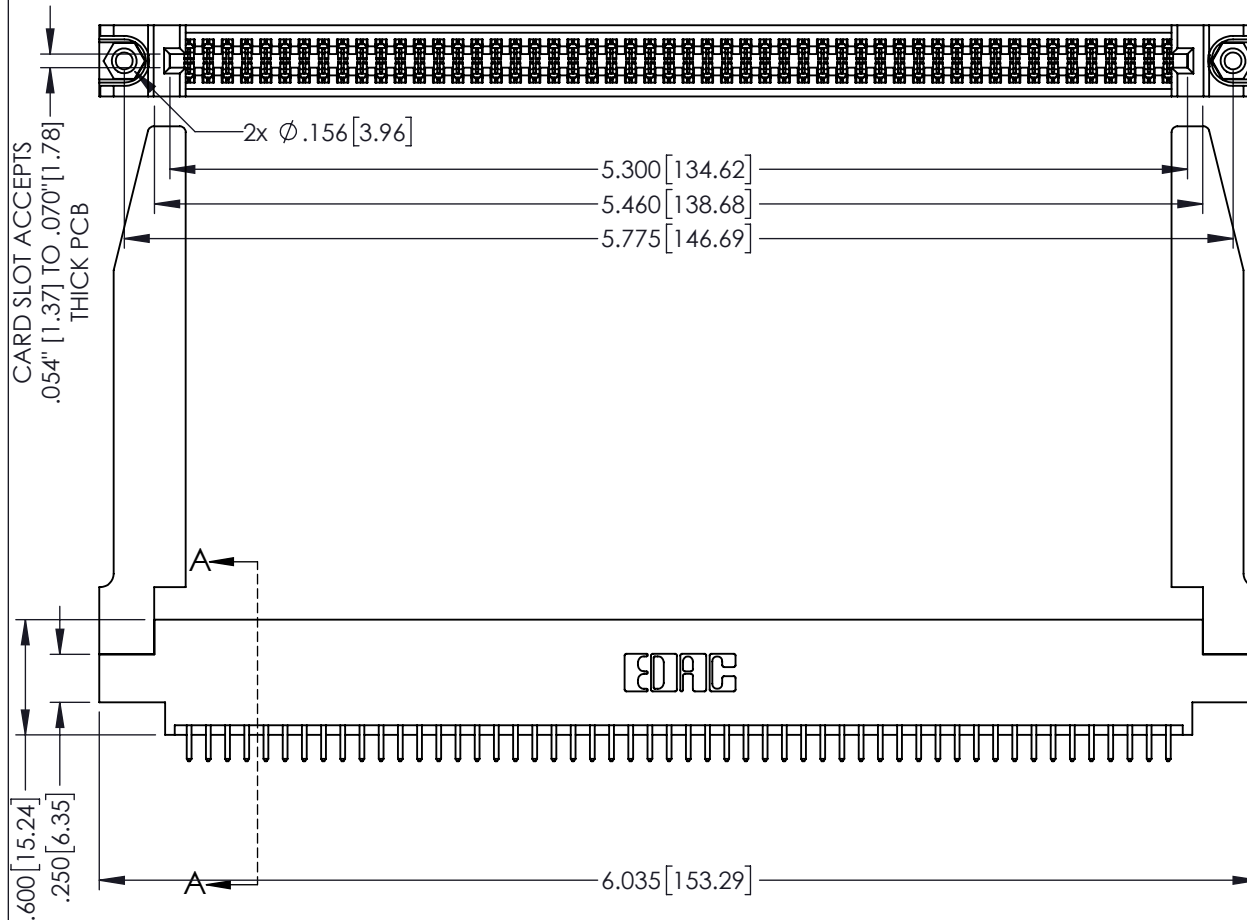 CARD SLOT ACCEPTS
.054" [1.37] TO .070"[1.78]
THICK PCB
2x Ø .156[3.96]
5.300[134.62]
5.460[138.68]
5.775[146.69]
A
EDAC
.600[15.24]
.250[6.35]
A
6.035[153.29]